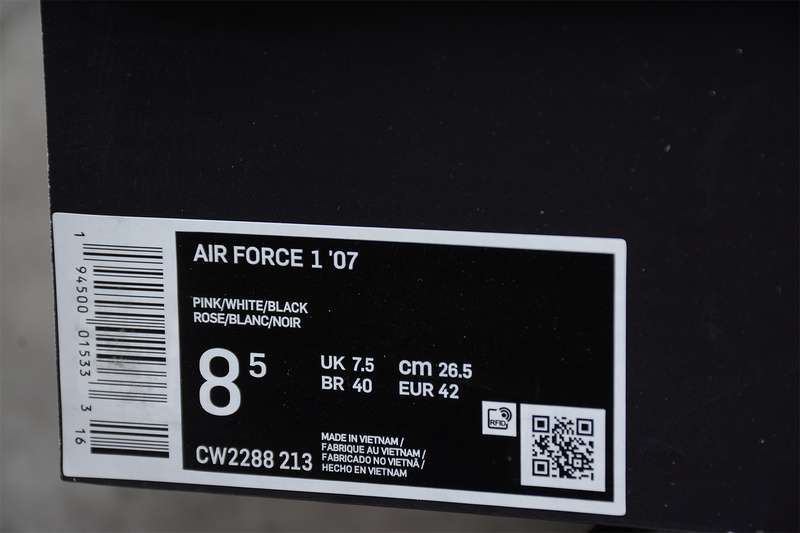 AIR FORCE 1 '07
PINK/WHITE/BLACK
ROSE/BLANC/NOIR
8 5
UK 7.5 cm 26.5
BR 40 EUR 42
RFID
CW2288 213
MADE IN VIETNAM /
FABRIQUE AU VIETNAM /
FABRICADO NO VIETNÃ /
HECHO EN VIETNAM
1 94500 01533 3 16